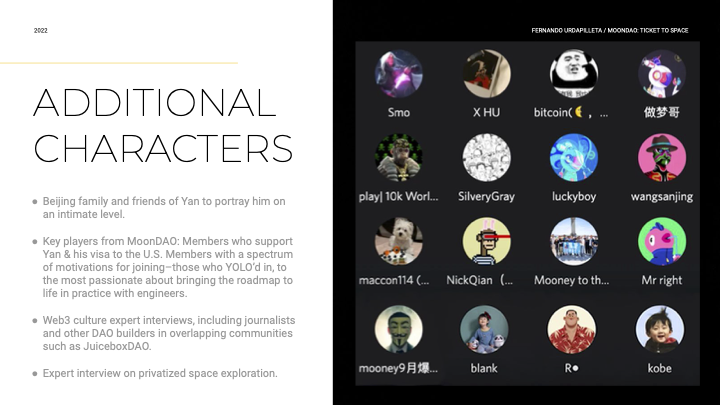 2022
FERNANDO URDAPILLETA / MOONDAO: TICKET TO SPACE
ADDITIONAL
CHARACTERS
● Beijing family and friends of Yan to portray him on
an intimate level.
● Key players from MoonDAO: Members who support
Yan & his visa to the U.S. Members with a spectrum
of motivations for joining–those who YOLO’d in, to
the most passionate about bringing the roadmap to
life in practice with engineers.
● Web3 culture expert interviews, including journalists
and other DAO builders in overlapping communities
such as JuiceboxDAO.
● Expert interview on privatized space exploration.
Smo X HU bitcoin(🌜 , ... 做梦哥
play| 10k Worl... SilveryGray luckyboy wangsanjing
maccon114 (... NickQian（... Mooney to th... Mr right
mooney9月爆... blank R● kobe